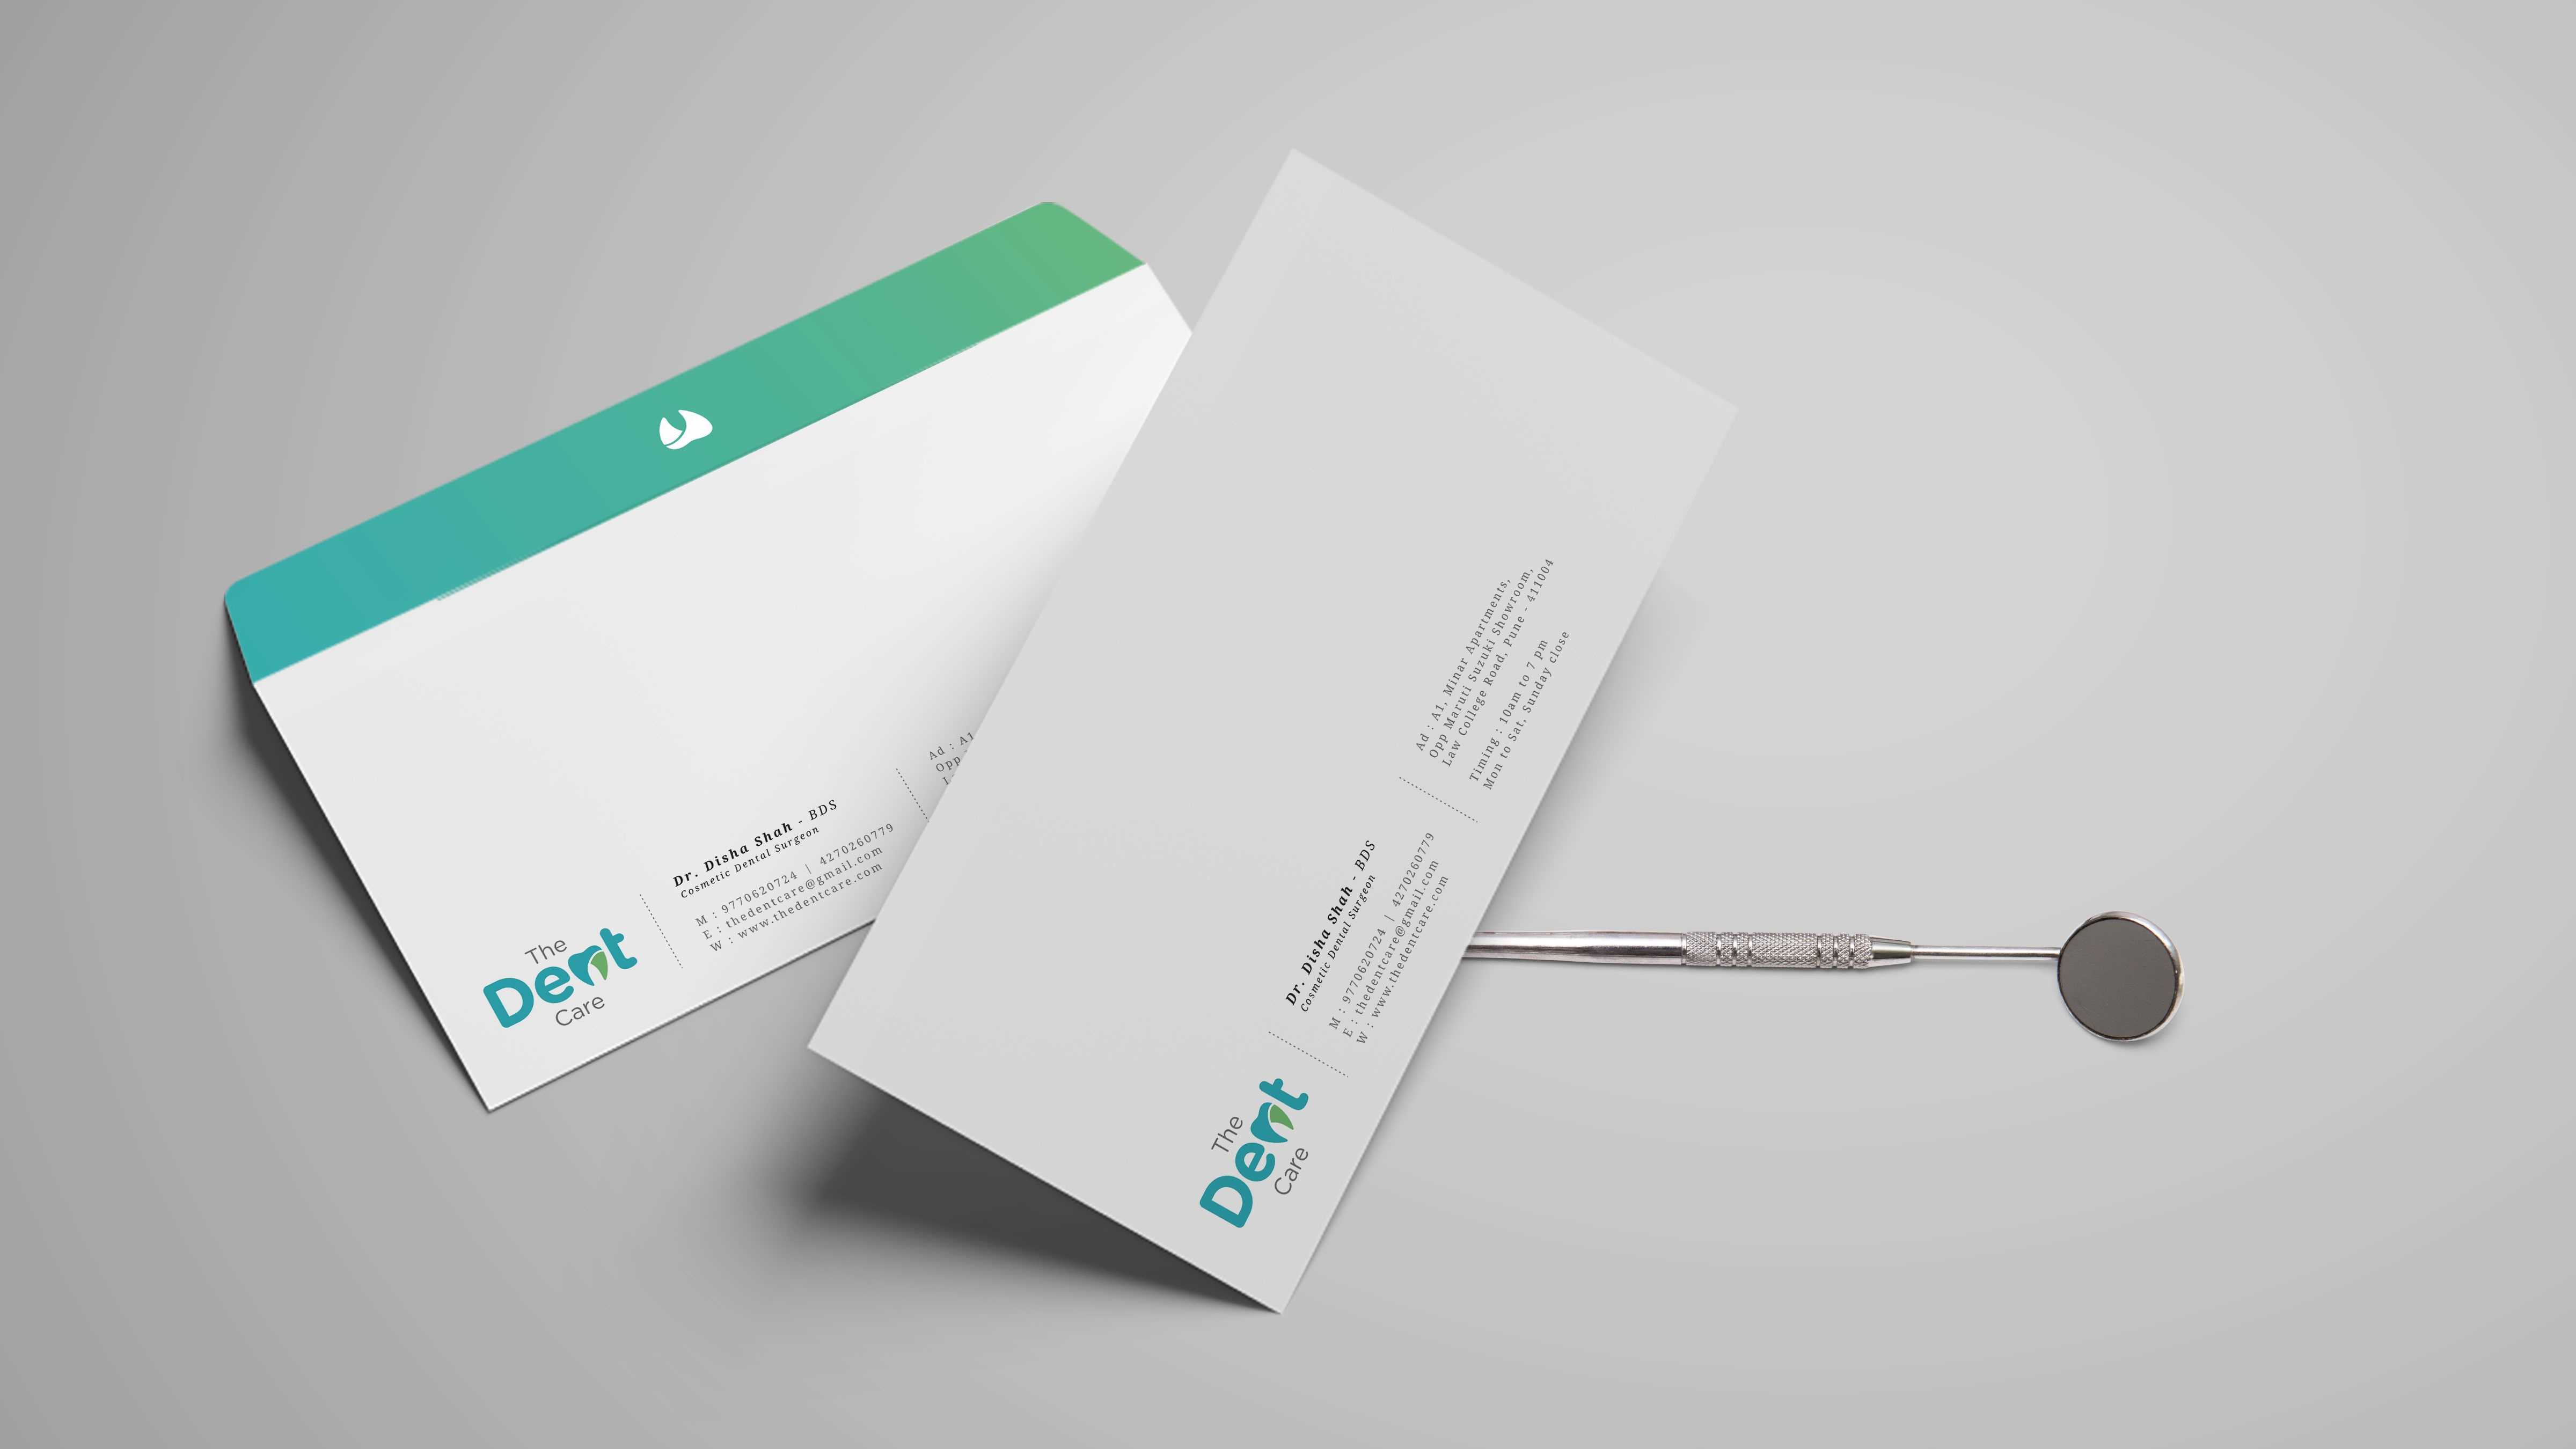 The
Dent
Care
Dr. Disha Shah - BDS
Cosmetic Dental Surgeon
M : 9770620724 | 4270260779
E : thedentcare@gmail.com
W : www.thedentcare.com
Ad : A1
Opp
The
Dent
Care
Dr. Disha Shah - BDS
Cosmetic Dental Surgeon
M : 9770620724 | 4270260779
E : thedentcare@gmail.com
W : www.thedentcare.com
Ad : A1, Minar Apartments,
Opp Maruti Suzuki Showroom,
Law College Road, Pune - 411004
Timing : 10am to 7 pm
Mon to Sat, Sunday close